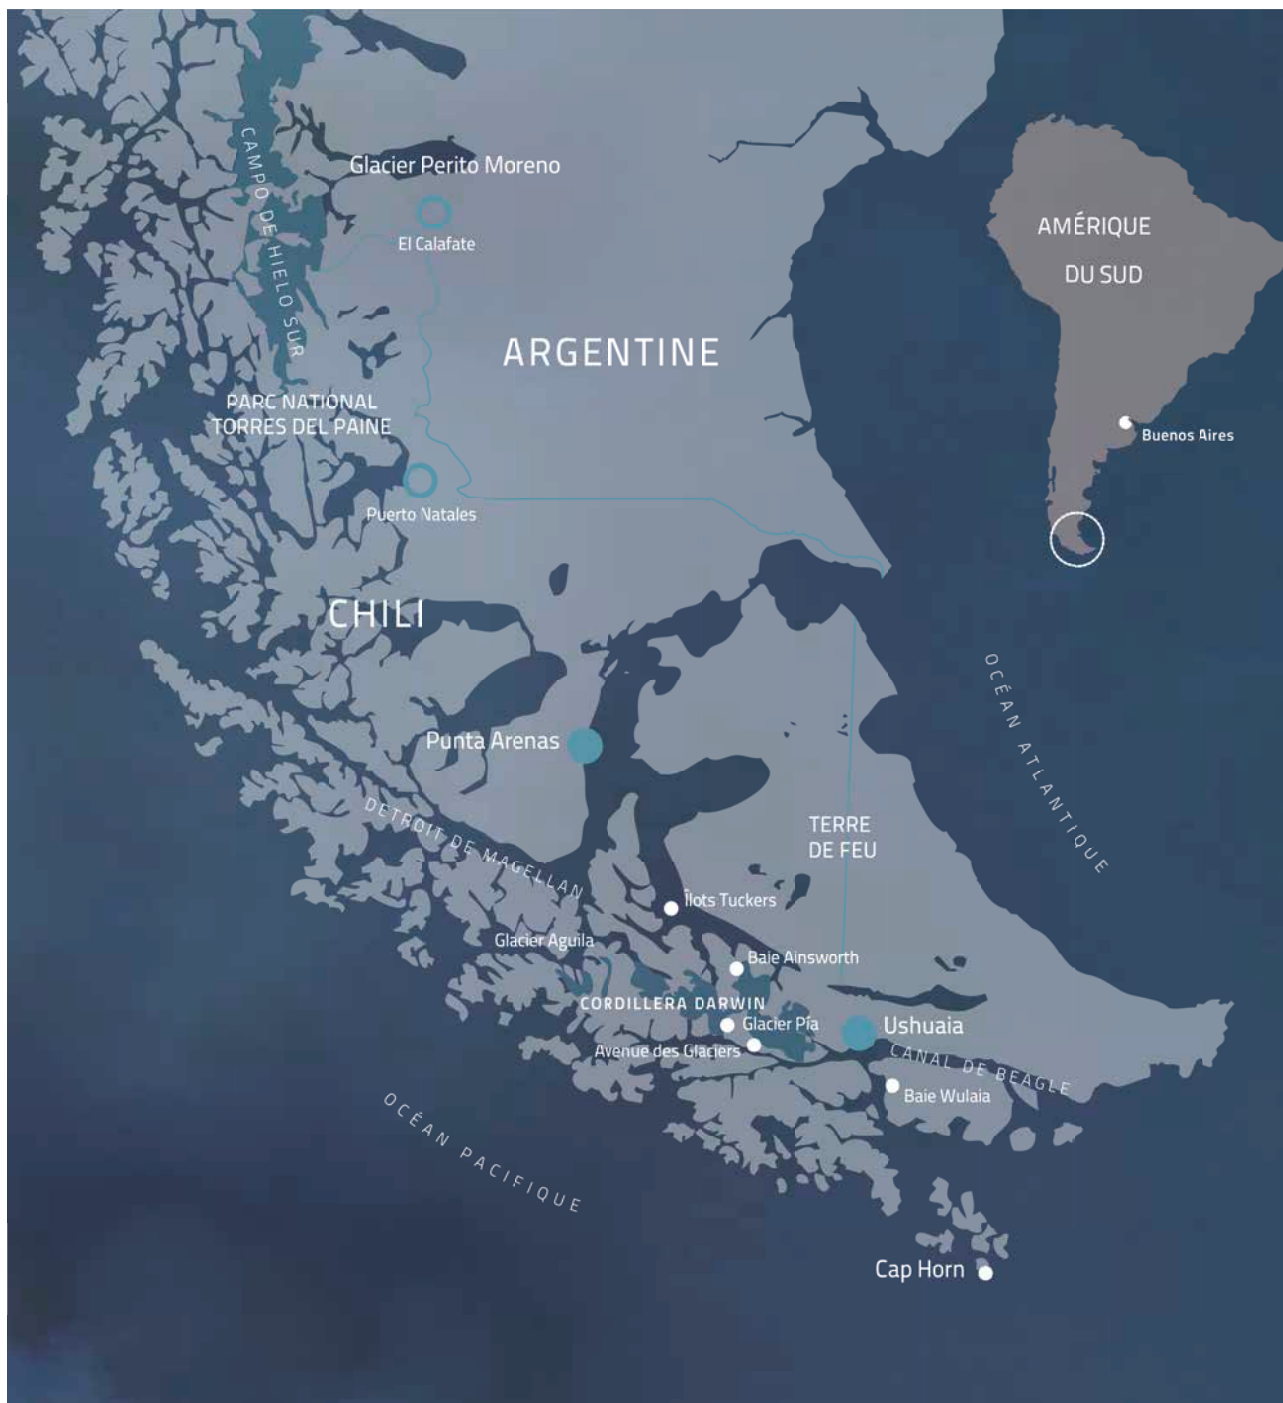 CAMPO DE HIELO SUR
Glacier Perito Moreno
El Calafate
AMÉRIQUE
DU SUD
ARGENTINE
PARC NATIONAL
TORRES DEL PAINE
Buenos Aires
Puerto Natales
CHILI
OCÉAN ATLANTIQUE
Punta Arenas
DETROIT DE MAGELLAN
TERRE
DE FEU
Îlots Tuckers
Glacier Aguila
Baie Ainsworth
CORDILLERA DARWIN
Glacier Pía
Ushuaia
Avenue des Glaciers
CANAL DE BEAGLE
Baie Wulaia
OCÉAN PACIFIQUE
Cap Horn